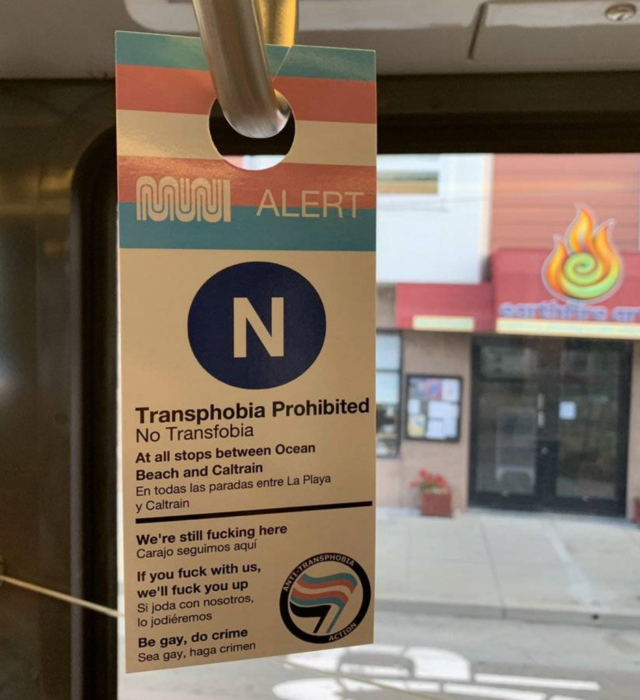 MUNI ALERT
N
Transphobia Prohibited
No Transfobia
At all stops between Ocean
Beach and Caltrain
En todas las paradas entre La Playa
y Caltrain
We're still fucking here
Carajo seguimos aquí
If you fuck with us,
we'll fuck you up
Si joda con nosotros,
lo jodiéremos
Be gay, do crime
Sea gay, haga crimen
ANTI-TRANSPHOBIA
ACTION
earthfire ar